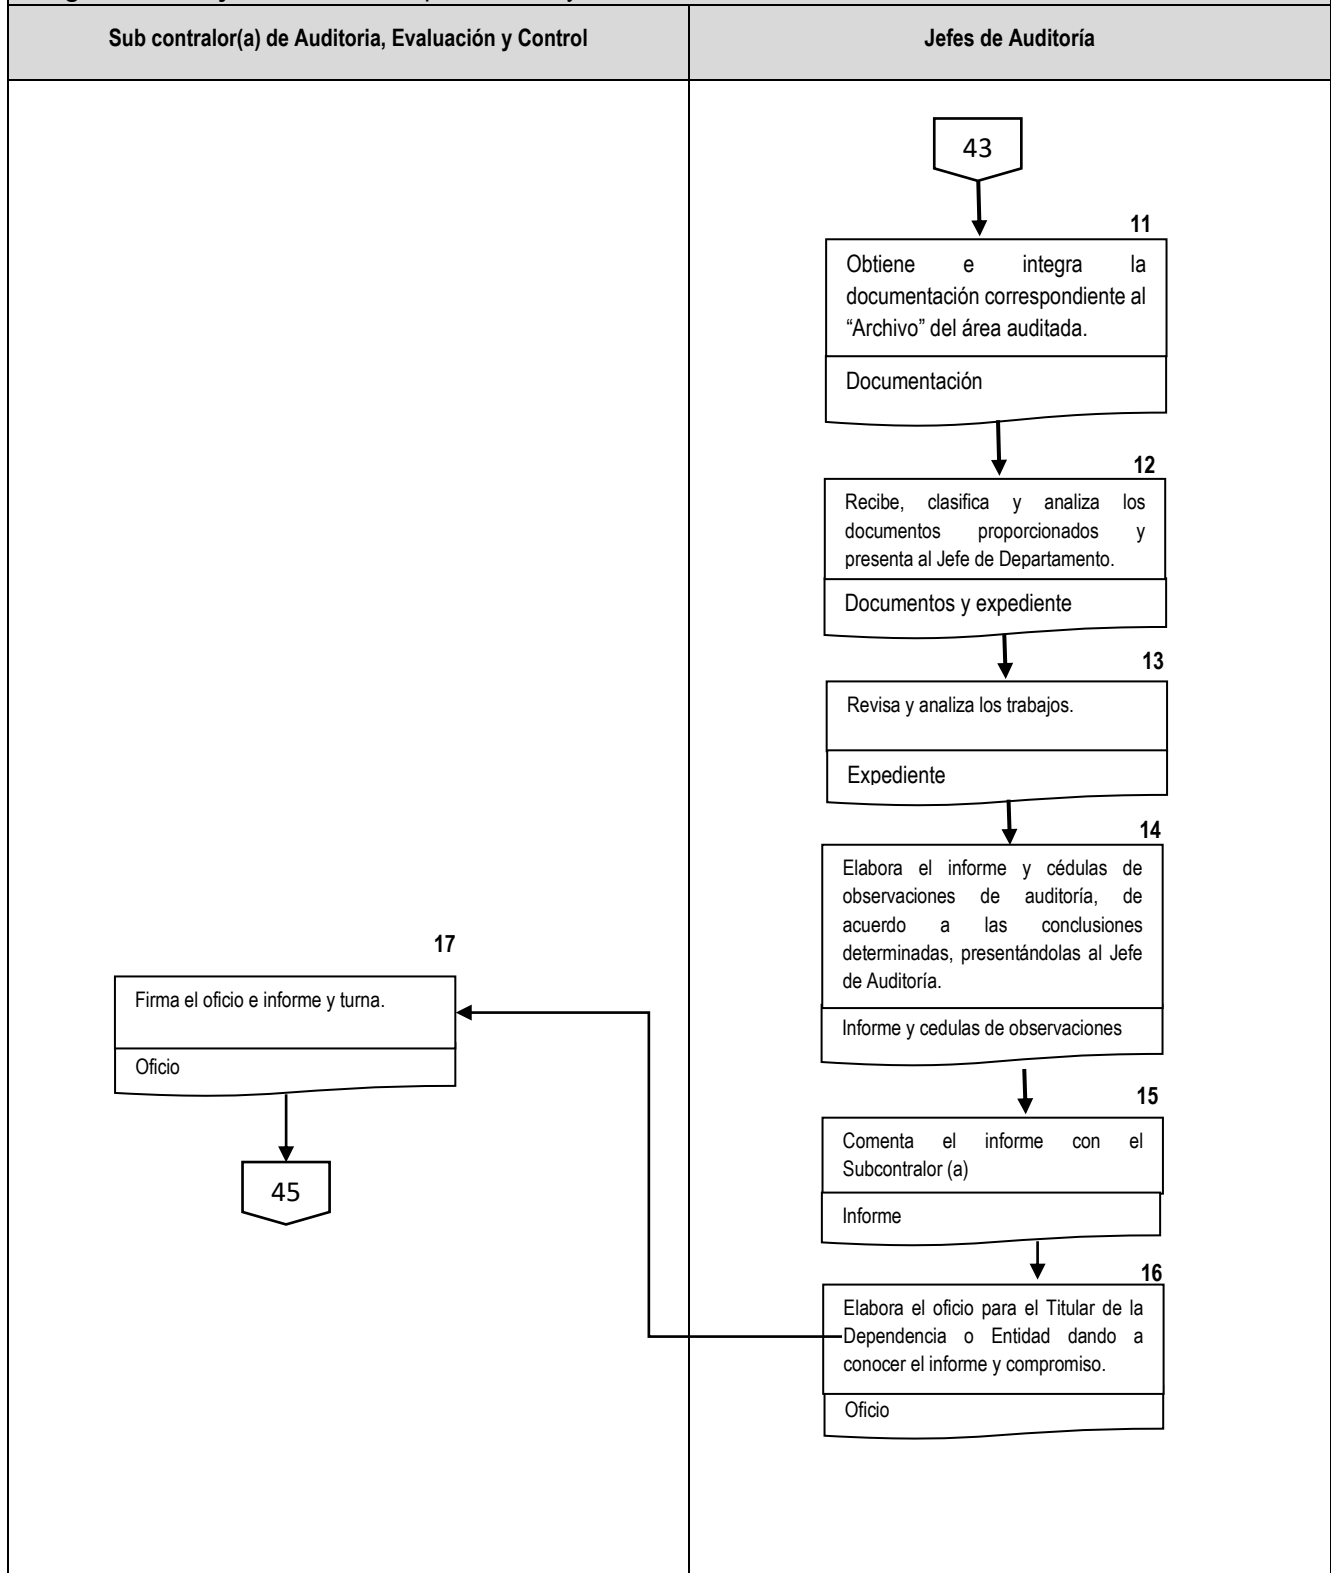 Sub contralor(a) de Auditoria, Evaluación y Control
Jefes de Auditoría
43
11
Obtiene e integra la
documentación correspondiente al
“Archivo” del área auditada.
Documentación
12
Recibe, clasifica y analiza los
documentos proporcionados y
presenta al Jefe de Departamento.
Documentos y expediente
13
Revisa y analiza los trabajos.
Expediente
14
Elabora el informe y cédulas de
observaciones de auditoría, de
acuerdo a las conclusiones
determinadas, presentándolas al Jefe
de Auditoría.
Informe y cedulas de observaciones
15
Comenta el informe con el
Subcontralor (a)
Informe
16
Elabora el oficio para el Titular de la
Dependencia o Entidad dando a
conocer el informe y compromiso.
Oficio
17
Firma el oficio e informe y turna.
Oficio
45